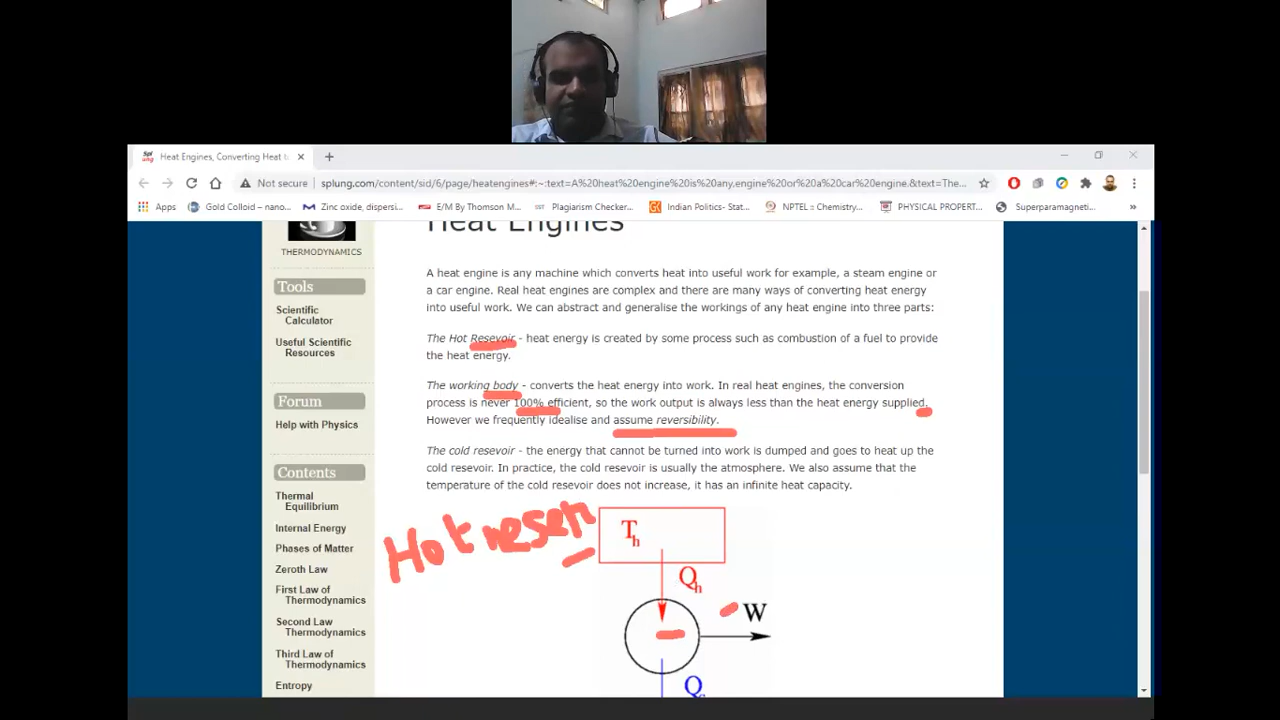 Heat Engines, Converting Heat t
Not secure
splung.com/content/sid/6/page/heatengines#:~:text=A%20heat%20engine%20is%20any,engine%20or%20a%20car%20engine.&text=The...
Apps
Gold Colloid – nano...
Zinc oxide, dispersi...
E/M By Thomson M...
Plagiarism Checker...
Indian Politics- Stat...
NPTEL :: Chemistry...
PHYSICAL PROPERT...
Superparamagneti...
Heat Engines
THERMODYNAMICS
Tools
Scientific
Calculator
Useful Scientific
Resources
Forum
Help with Physics
Contents
Thermal
Equilibrium
Internal Energy
Phases of Matter
Zeroth Law
First Law of
Thermodynamics
Second Law
Thermodynamics
Third Law of
Thermodynamics
Entropy
A heat engine is any machine which converts heat into useful work for example, a steam engine or
a car engine. Real heat engines are complex and there are many ways of converting heat energy
into useful work. We can abstract and generalise the workings of any heat engine into three parts:
The Hot Resevoir - heat energy is created by some process such as combustion of a fuel to provide
the heat energy.
The working body - converts the heat energy into work. In real heat engines, the conversion
process is never 100% efficient, so the work output is always less than the heat energy supplied.
However we frequently idealise and assume reversibility.
The cold resevoir - the energy that cannot be turned into work is dumped and goes to heat up the
cold resevoir. In practice, the cold resevoir is usually the atmosphere. We also assume that the
temperature of the cold resevoir does not increase, it has an infinite heat capacity.
Hot reser
Th
Qh
W